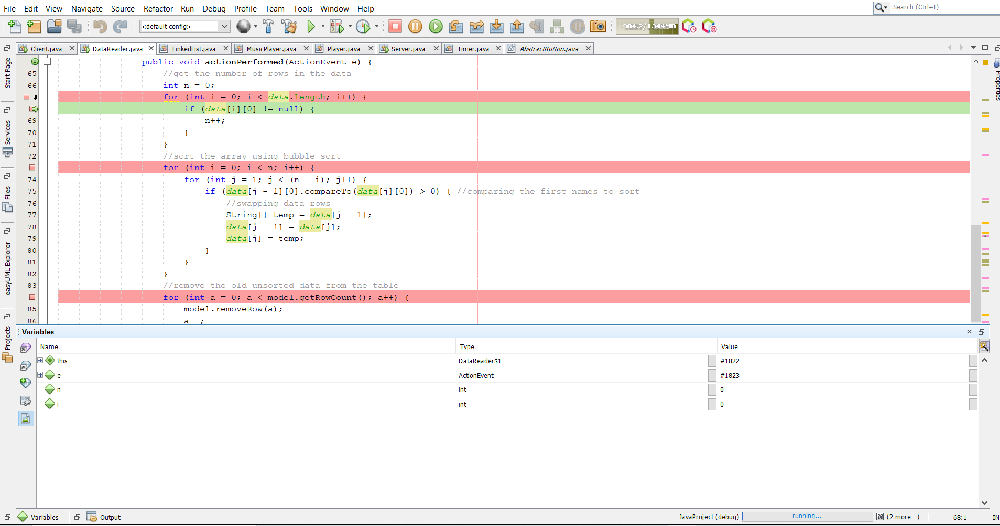 File Edit View Navigate Source Refactor Run Debug Profile Team Tools Window Help
Search (Ctrl+I)
<default config>
984.2/1344MB
Client.java DataReader.java LinkedList.java MusicPlayer.java Player.java Server.java Timer.java AbstractButton.java
Start Page
Services
Files
easyUML Explorer
Projects
Properties
public void actionPerformed(ActionEvent e) {
65 //get the number of rows in the data
66 int n = 0;
for (int i = 0; i < data.length; i++) {
if (data[i][0] != null) {
69 n++;
70 }
71 }
72 //sort the array using bubble sort
for (int i = 0; i < n; i++) {
74 for (int j = 1; j < (n - i); j++) {
75 if (data[j - 1][0].compareTo(data[j][0]) > 0) { //comparing the first names to sort
76 //swapping data rows
77 String[] temp = data[j - 1];
78 data[j - 1] = data[j];
79 data[j] = temp;
80 }
81 }
82 }
83 //remove the old unsorted data from the table
for (int a = 0; a < model.getRowCount(); a++) {
85 model.removeRow(a);
86 a--;
Variables
Name Type Value
this DataReader$1 ... #1822 ...
e ActionEvent ... #1823 ...
n int ... 0 ...
i int ... 0 ...
Variables Output JavaProject (debug) running... (2 more...) 68:1 IN